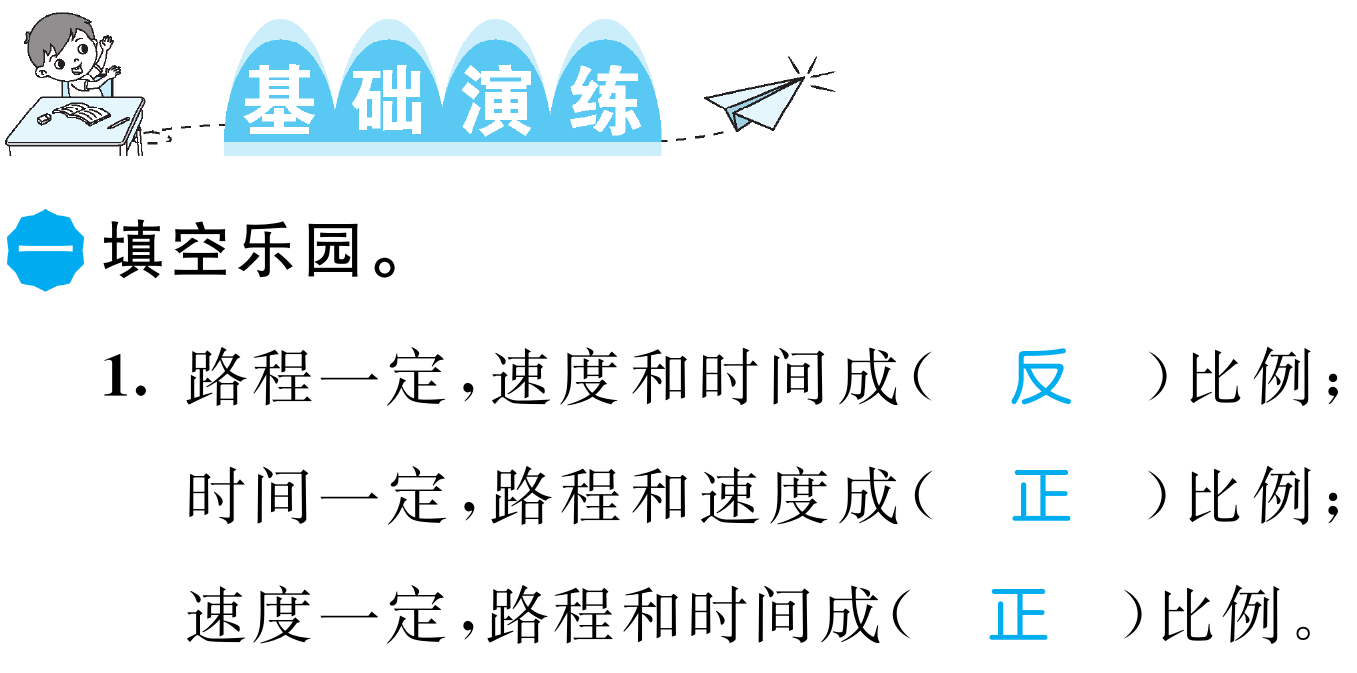 基础演练
一 填空乐园。
1. 路程一定,速度和时间成( 反 )比例;
时间一定,路程和速度成( 正 )比例;
速度一定,路程和时间成( 正 )比例。